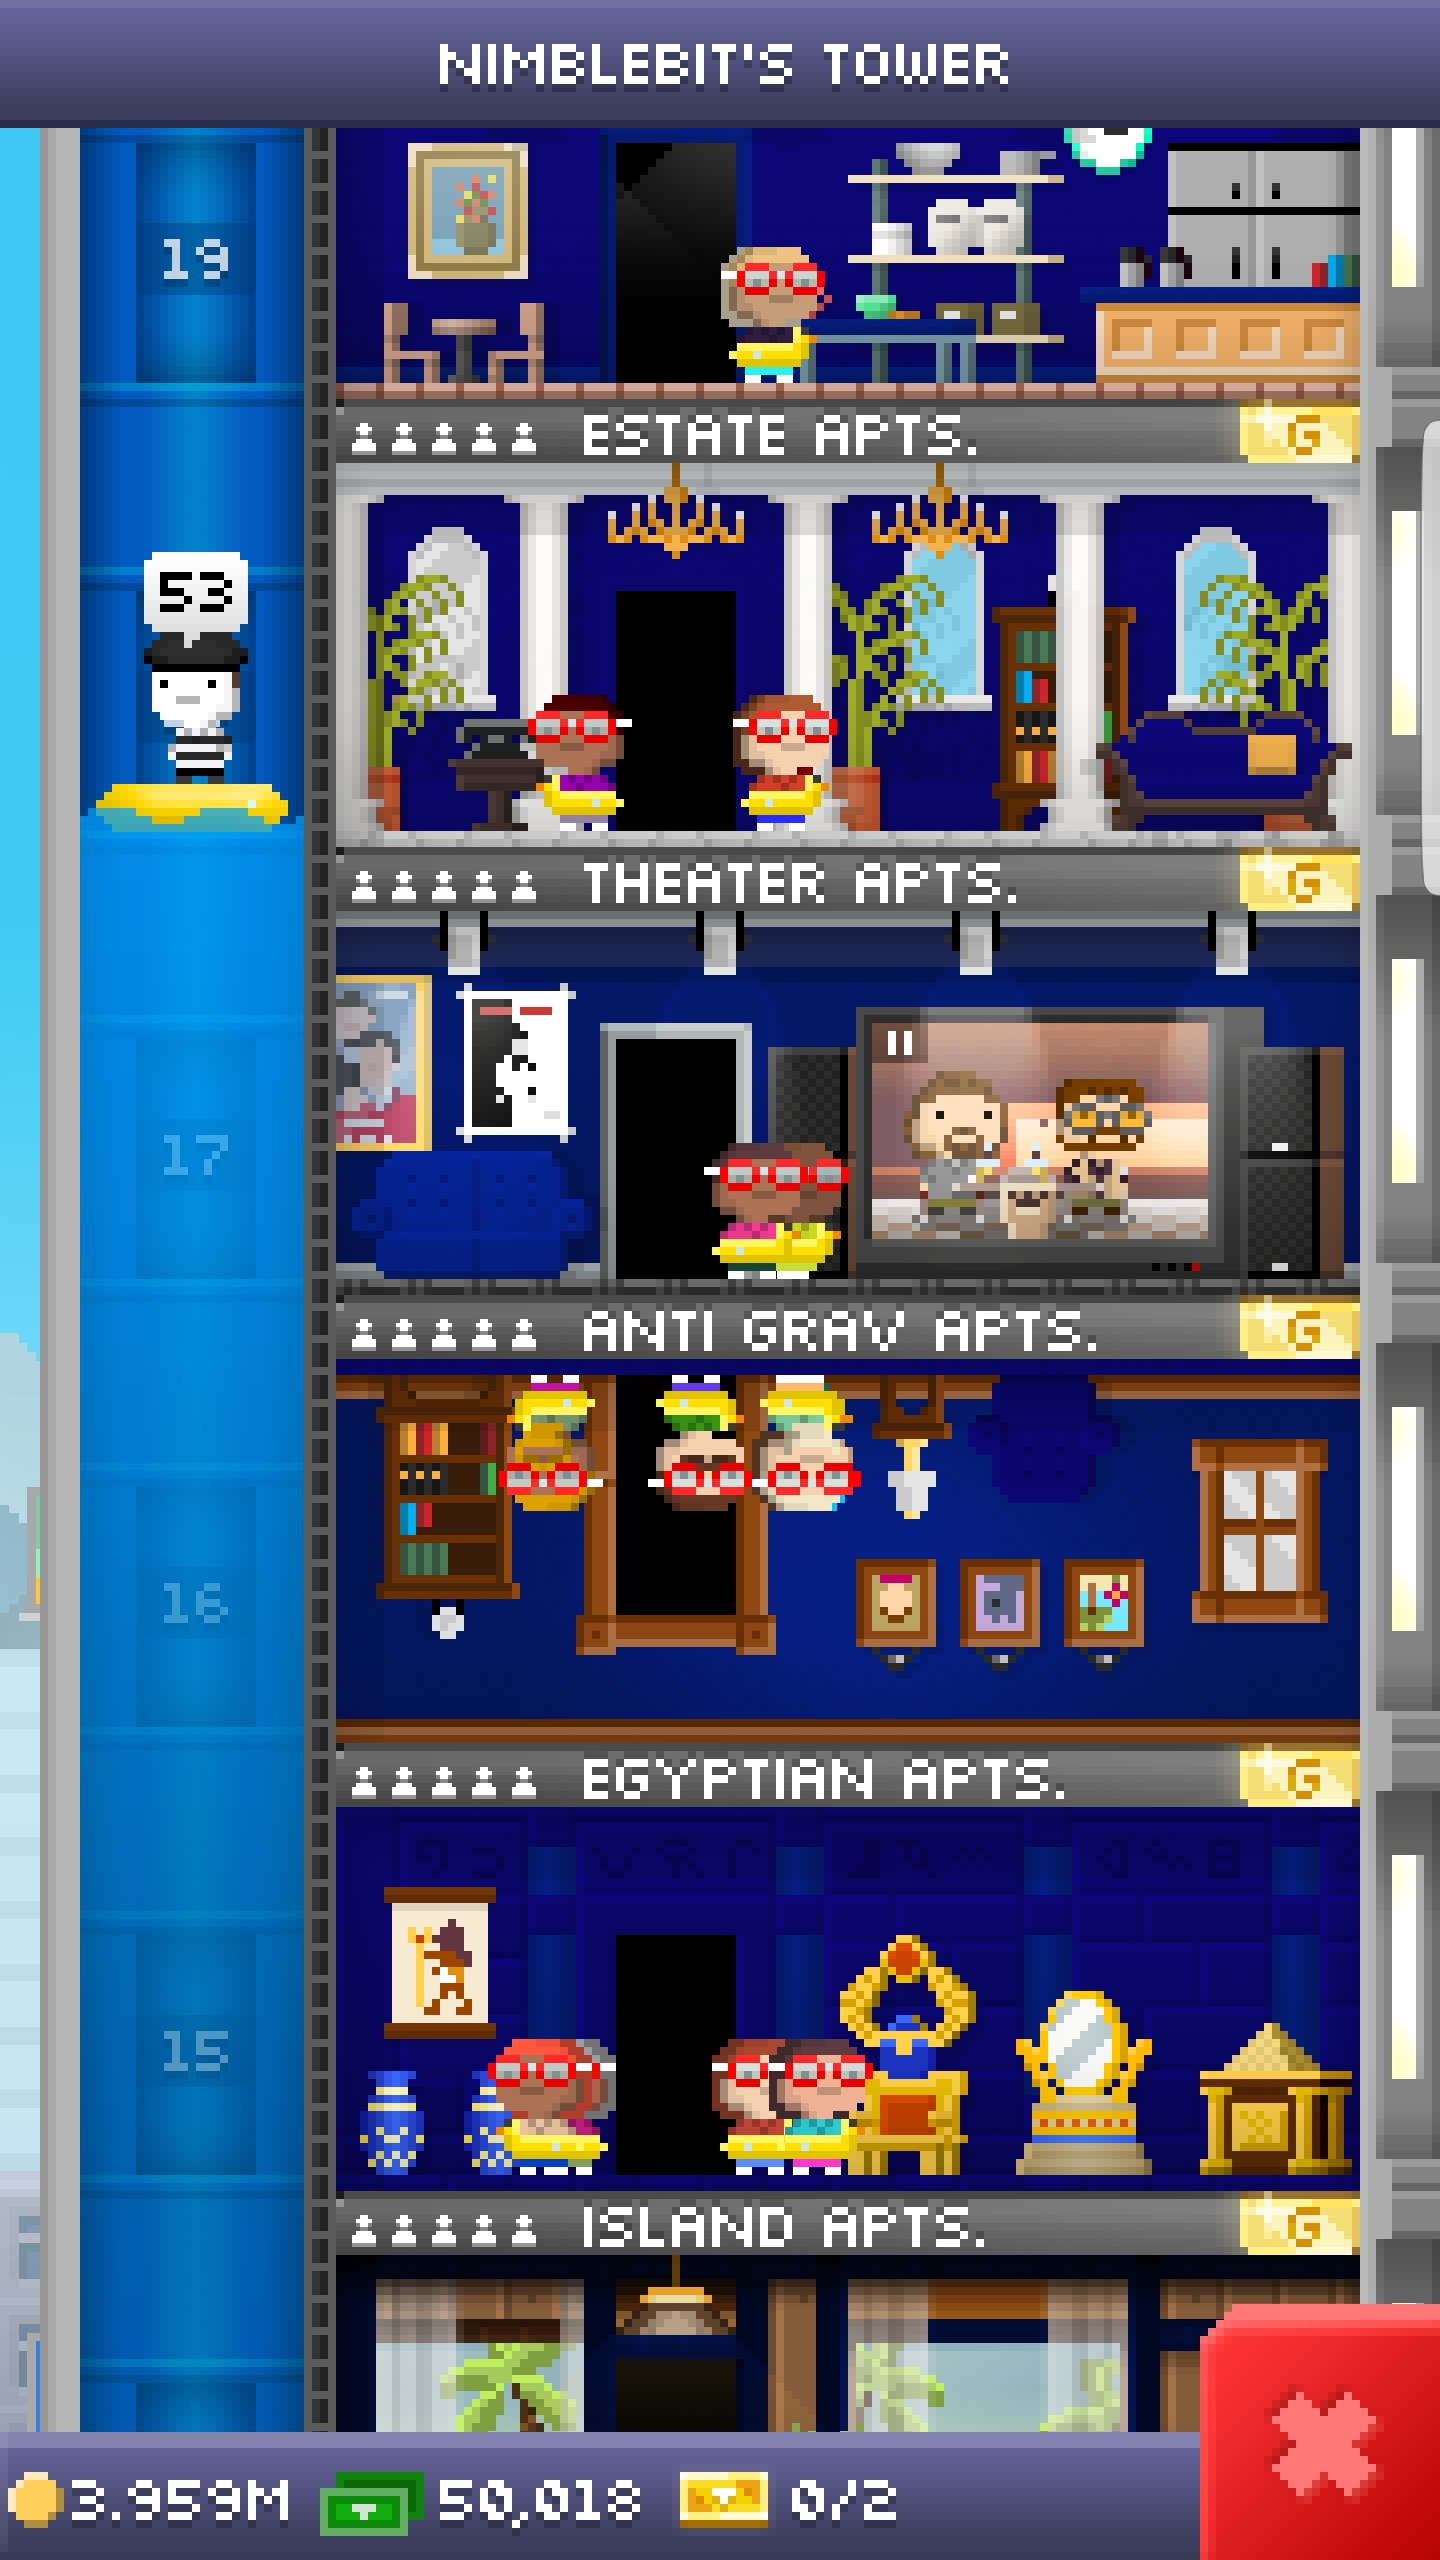 NIMBLEBIT'S TOWER
19
ESTATE APTS. G
53
THEATER APTS. G
17
ANTI GRAV APTS. G
16
EGYPTIAN APTS. G
15
ISLAND APTS. G
3.959M 50,018 0/2